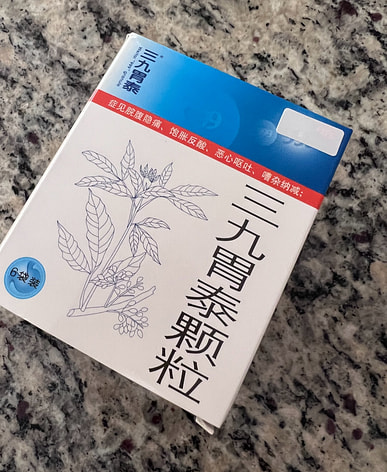 三九胃泰
症见脘腹隐痛、饱胀反酸、恶心呕吐、嘈杂纳减;
三九胃泰颗粒
6袋装